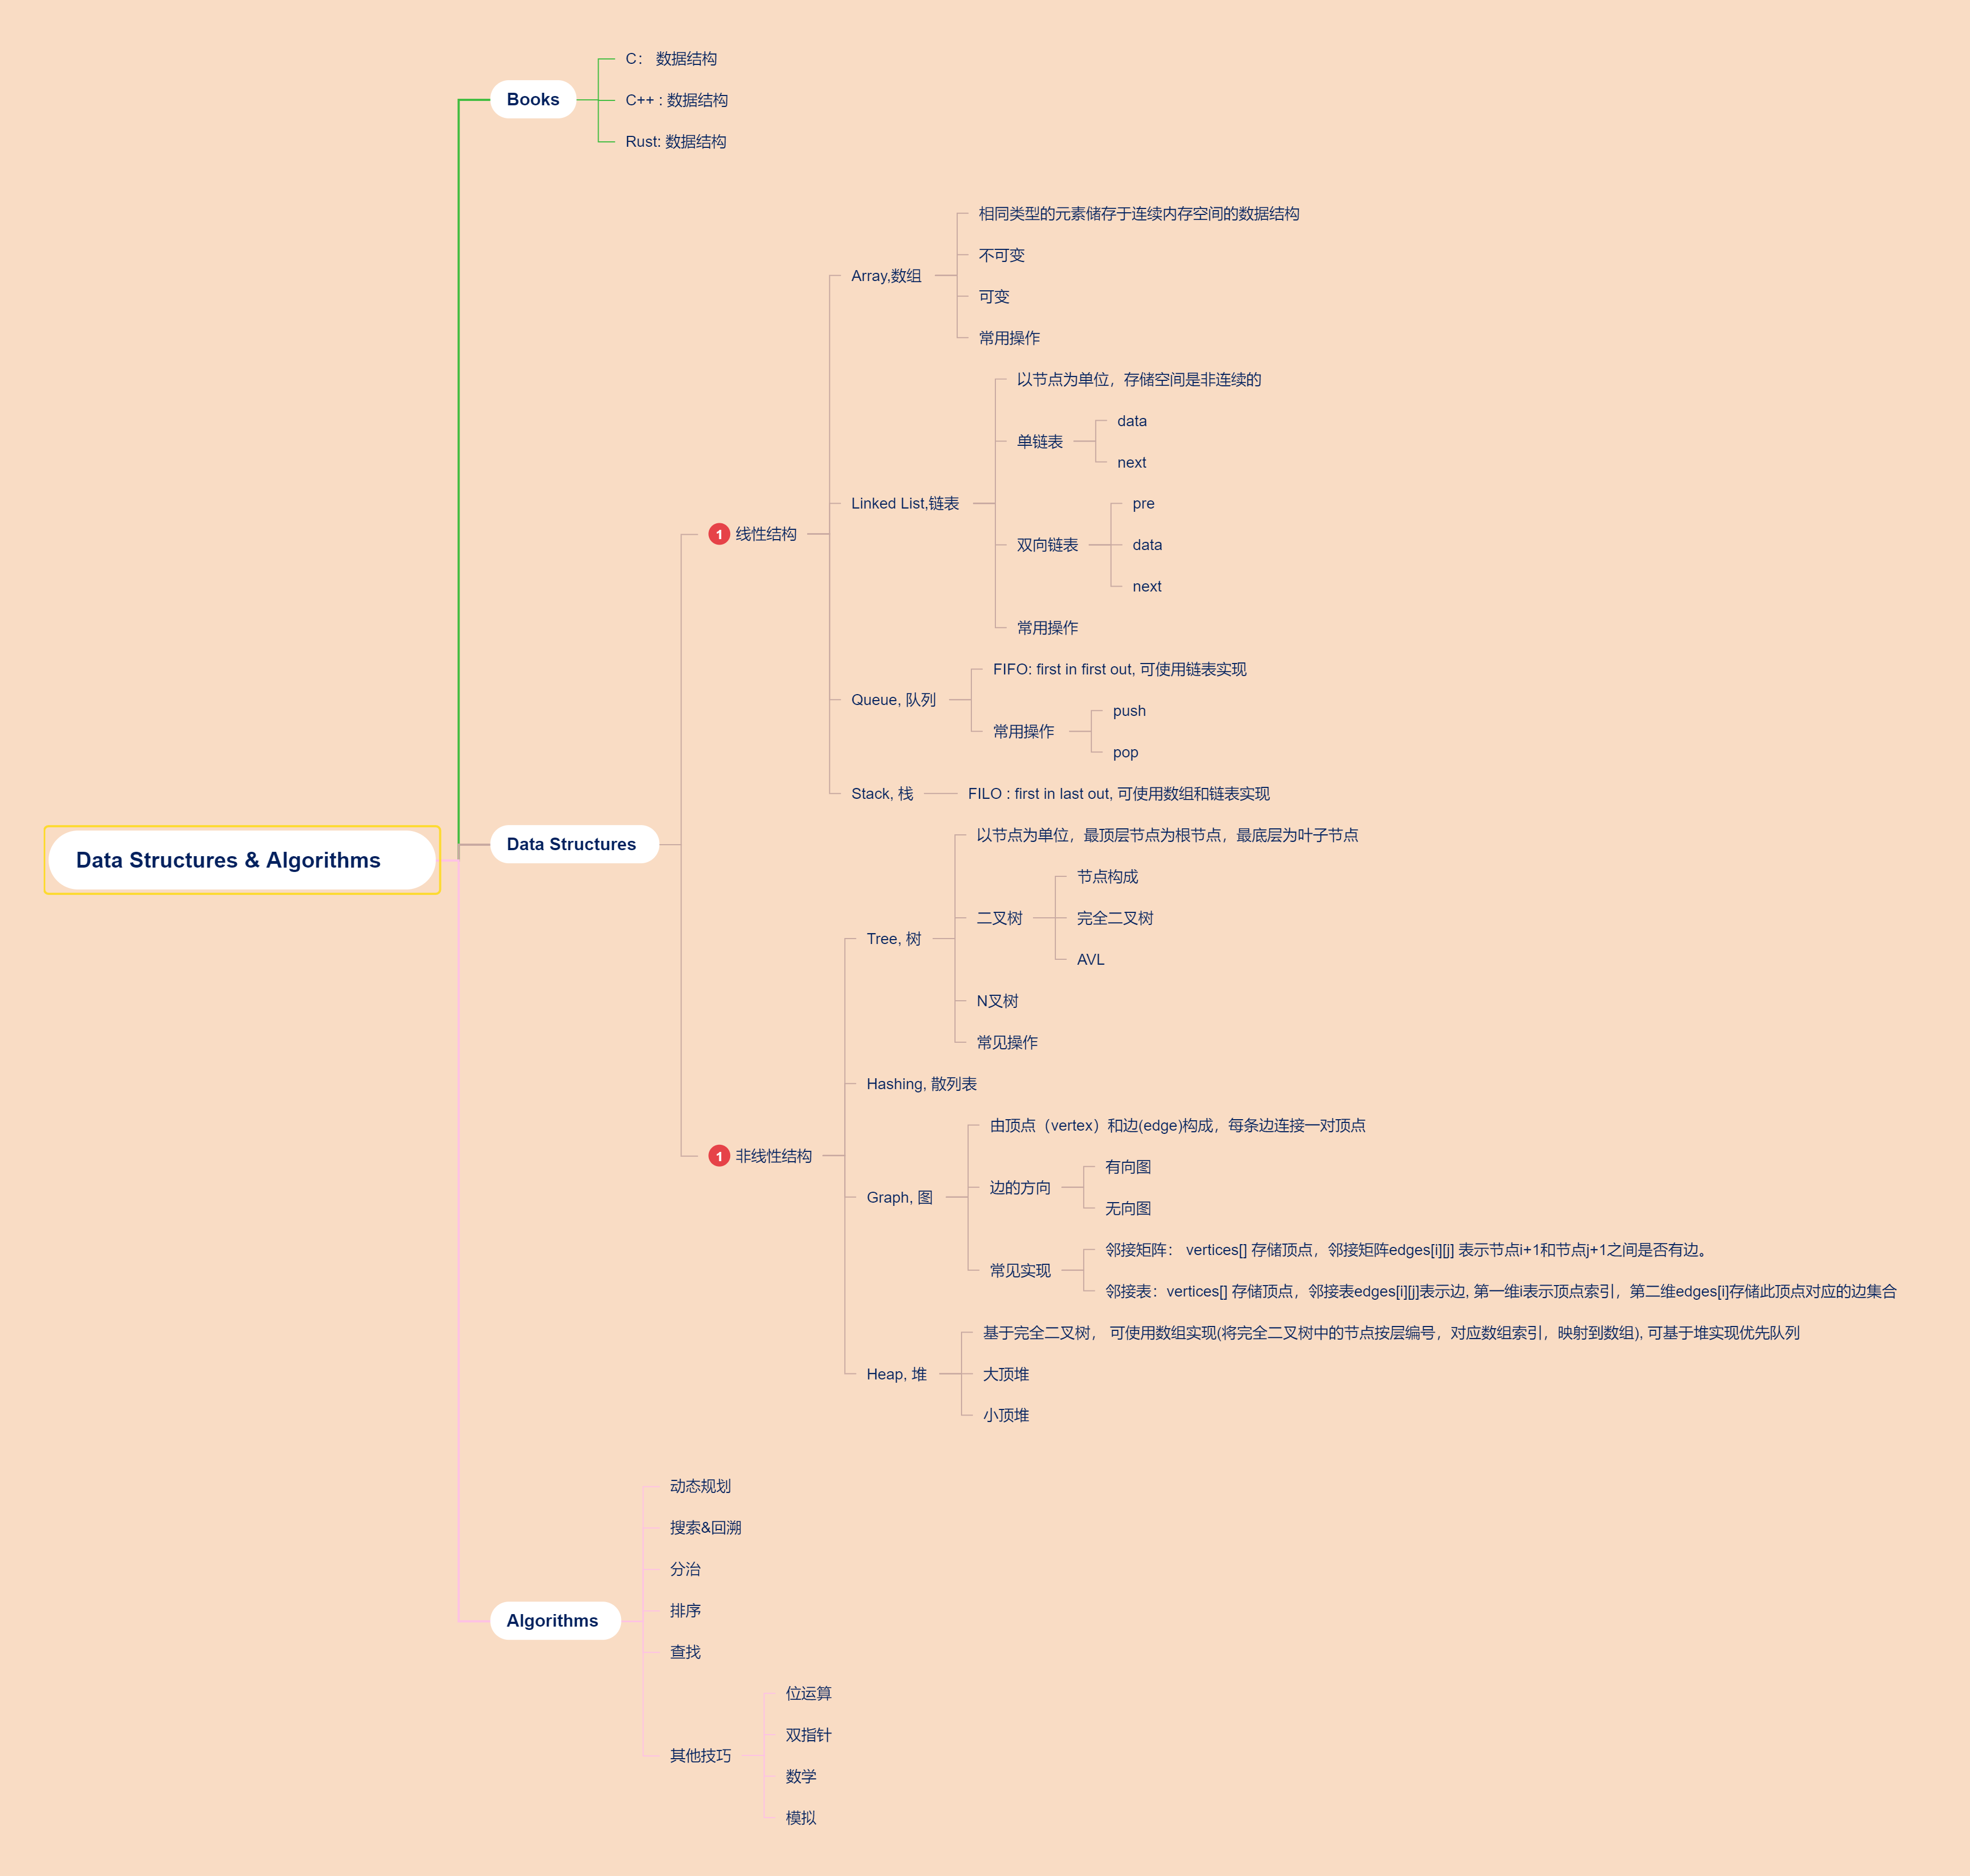 Data Structures & Algorithms
Books
C： 数据结构
C++ : 数据结构
Rust: 数据结构
Data Structures
1 线性结构
Array,数组
相同类型的元素储存于连续内存空间的数据结构
不可变
可变
常用操作
Linked List,链表
以节点为单位，存储空间是非连续的
单链表
data
next
双向链表
pre
data
next
常用操作
Queue, 队列
FIFO: first in first out, 可使用链表实现
常用操作
push
pop
Stack, 栈
FILO : first in last out, 可使用数组和链表实现
1 非线性结构
Tree, 树
以节点为单位，最顶层节点为根节点，最底层为叶子节点
二叉树
节点构成
完全二叉树
AVL
N叉树
常见操作
Hashing, 散列表
Graph, 图
由顶点（vertex）和边(edge)构成，每条边连接一对顶点
边的方向
有向图
无向图
常见实现
邻接矩阵： vertices[] 存储顶点，邻接矩阵edges[i][j] 表示节点i+1和节点j+1之间是否有边。
邻接表：vertices[] 存储顶点，邻接表edges[i][j]表示边, 第一维i表示顶点索引，第二维edges[i]存储此顶点对应的边集合
Heap, 堆
基于完全二叉树， 可使用数组实现(将完全二叉树中的节点按层编号，对应数组索引，映射到数组), 可基于堆实现优先队列
大顶堆
小顶堆
Algorithms
动态规划
搜索&回溯
分治
排序
查找
其他技巧
位运算
双指针
数学
模拟